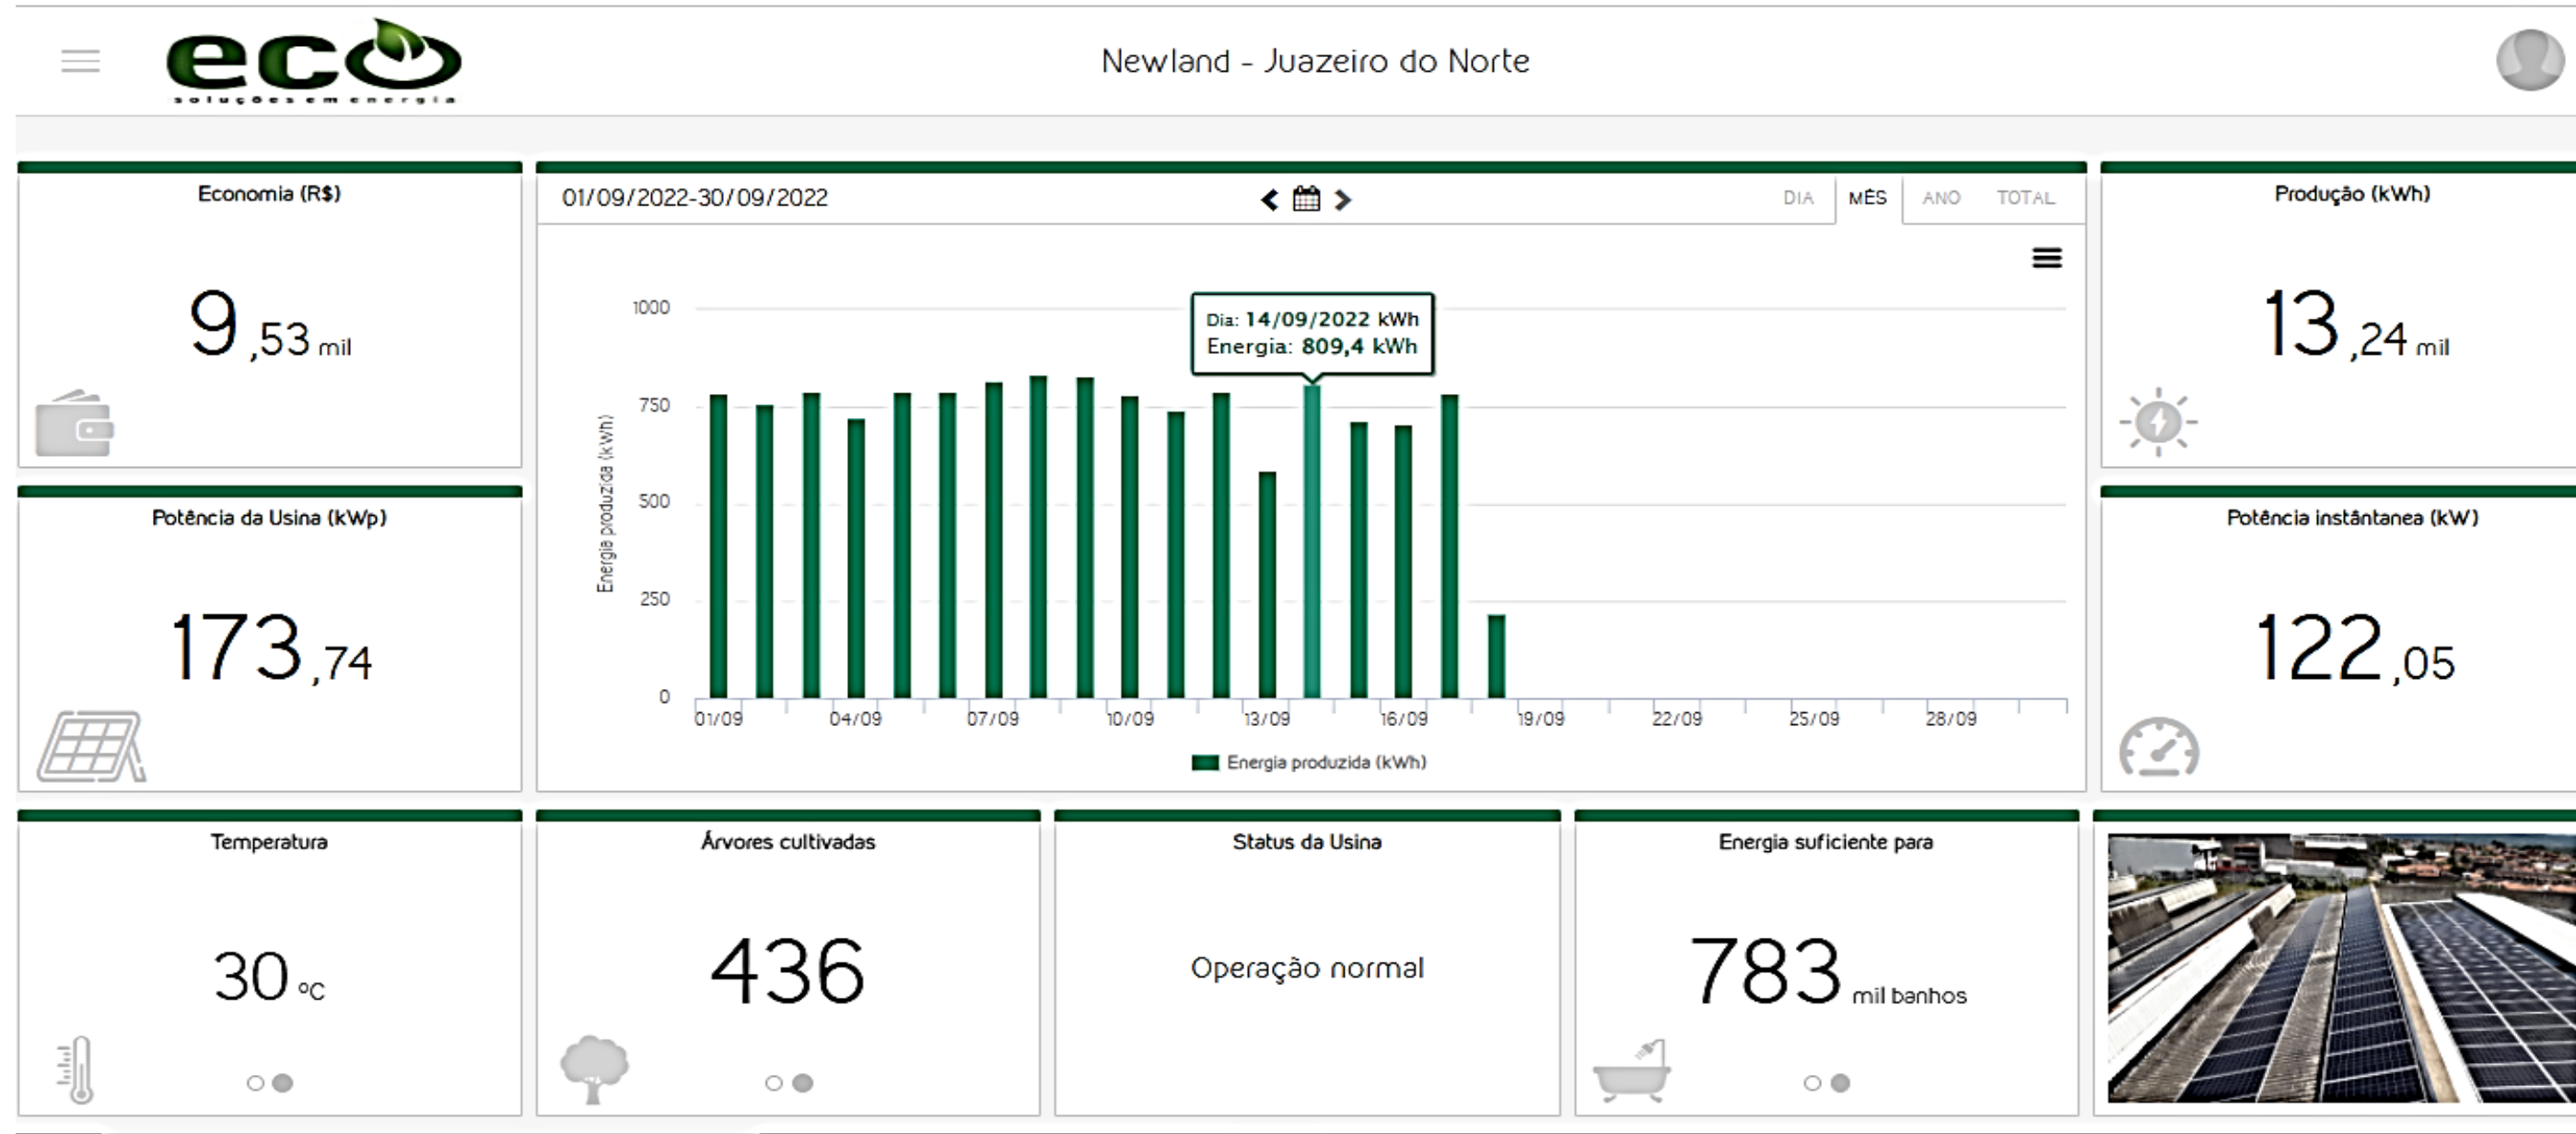 eco
soluções em energia
Newland - Juazeiro do Norte
Economia (R$)
9,53 mil
01/09/2022-30/09/2022
DIA MÊS ANO TOTAL
1000
750
500
250
0
Energia produzida (kWh)
Dia: 14/09/2022 kWh
Energia: 809,4 kWh
01/09 04/09 07/09 10/09 13/09 16/09 19/09 22/09 25/09 28/09
Energia produzida (kWh)
Produção (kWh)
13,24 mil
Potência da Usina (kWp)
173,74
Potência instântanea (kW)
122,05
Temperatura
30 ºC
Árvores cultivadas
436
Status da Usina
Operação normal
Energia suficiente para
783 mil banhos